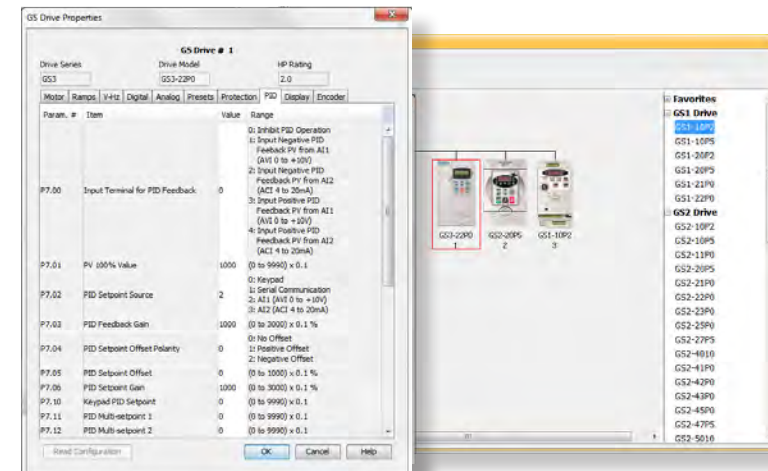 GS Drive Properties
GS Drive # 1
Drive Series Drive Model HP Rating
GS3 GS3-22P0 2.0
Motor Ramps V-Hz Digital Analog Presets Protection PID Display Encoder
Param. # Item Value Range
P7.00 Input Terminal for PID Feedback 0
0: Inhibit PID Operation
1: Input Negative PID
Feeback PV from AI1
(AVI 0 to +10V)
2: Input Negative PID
Feedback PV from AI2
(ACI 4 to 20mA)
3: Input Positive PID
Feedback PV from AI1
(AVI 0 to +10V)
4: Input Positive PID
Feedback PV from AI2
(ACI 4 to 20mA)
P7.01 PV 100% Value 1000 (0 to 9990) x 0.1
P7.02 PID Setpoint Source 2
0: Keypad
1: Serial Communication
2: AI1 (AVI 0 to +10V)
3: AI2 (ACI 4 to 20mA)
P7.03 PID Feedback Gain 1000 (0 to 3000) x 0.1 %
P7.04 PID Setpoint Offset Polarity 0
0: No Offset
1: Positive Offset
2: Negative Offset
P7.05 PID Setpoint Offset 0 (0 to 1000) x 0.1 %
P7.06 PID Setpoint Gain 1000 (0 to 3000) x 0.1 %
P7.10 Keypad PID Setpoint 0 (0 to 9990) x 0.1
P7.11 PID Multi-setpoint 1 0 (0 to 9990) x 0.1
P7.12 PID Multi-setpoint 2 0 (0 to 9990) x 0.1
Read Configuration OK Cancel Help
GS3-22P0 GS2-20P5 GS1-10P2
1 2 3
Favorites
GS1 Drive
GS1-10P2
GS1-10P5
GS1-20P2
GS1-20P5
GS1-21P0
GS1-22P0
GS2 Drive
GS2-10P2
GS2-10P5
GS2-11P0
GS2-20P5
GS2-21P0
GS2-22P0
GS2-23P0
GS2-25P0
GS2-27P5
GS2-4010
GS2-41P0
GS2-42P0
GS2-43P0
GS2-45P0
GS2-47P5
GS2-5010